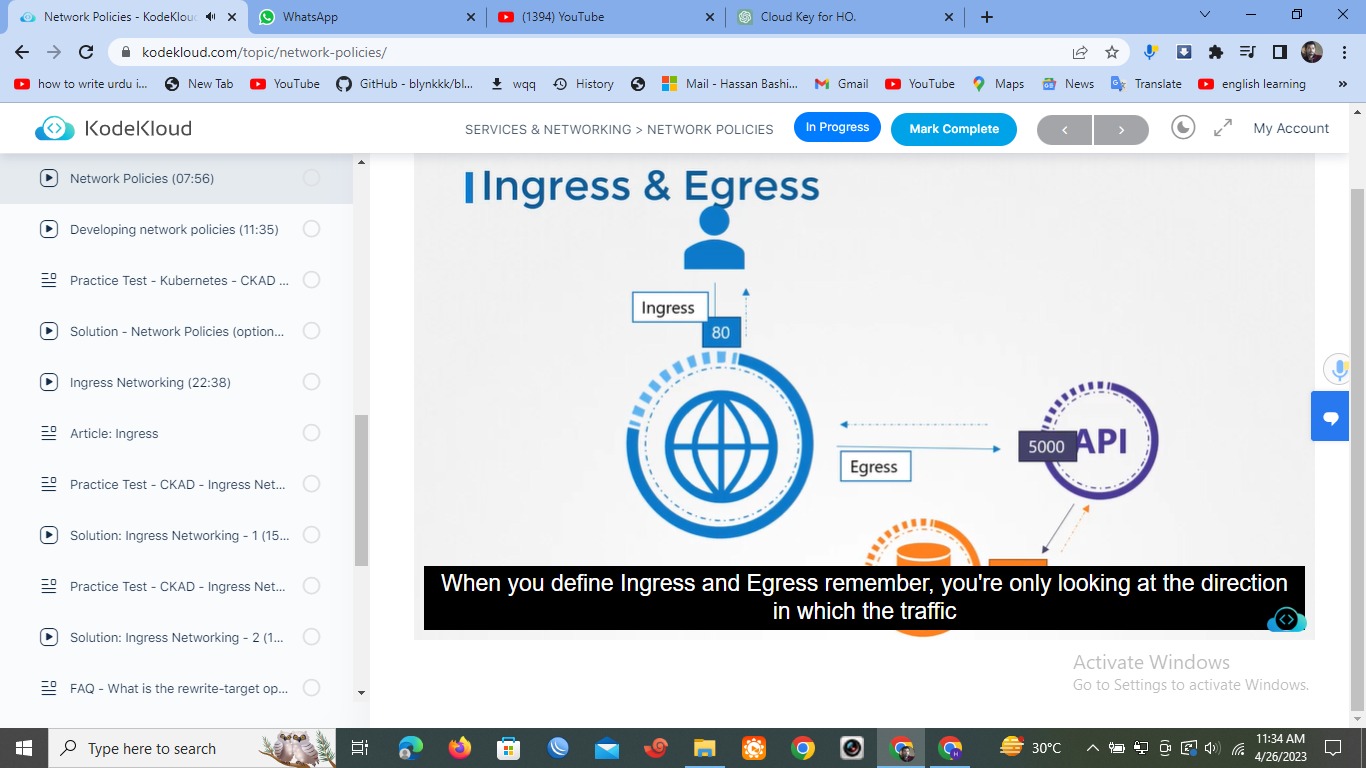 Network Policies - KodeKloud
WhatsApp
(1394) YouTube
Cloud Key for HO.
kodekloud.com/topic/network-policies/
how to write urdu i...
New Tab
YouTube
GitHub - blynkkk/bl...
wqq
History
Mail - Hassan Bashi...
Gmail
YouTube
Maps
News
Translate
english learning
»
KodeKloud
SERVICES & NETWORKING > NETWORK POLICIES
In Progress
Mark Complete
My Account
Network Policies (07:56)
Developing network policies (11:35)
Practice Test - Kubernetes - CKAD ...
Solution - Network Policies (option...
Ingress Networking (22:38)
Article: Ingress
Practice Test - CKAD - Ingress Net...
Solution: Ingress Networking - 1 (15...
Practice Test - CKAD - Ingress Net...
Solution: Ingress Networking - 2 (1...
FAQ - What is the rewrite-target op...
Ingress & Egress
Ingress
80
5000
API
Egress
When you define Ingress and Egress remember, you're only looking at the direction
in which the traffic
Activate Windows
Go to Settings to activate Windows.
Type here to search
30°C
11:34 AM
4/26/2023